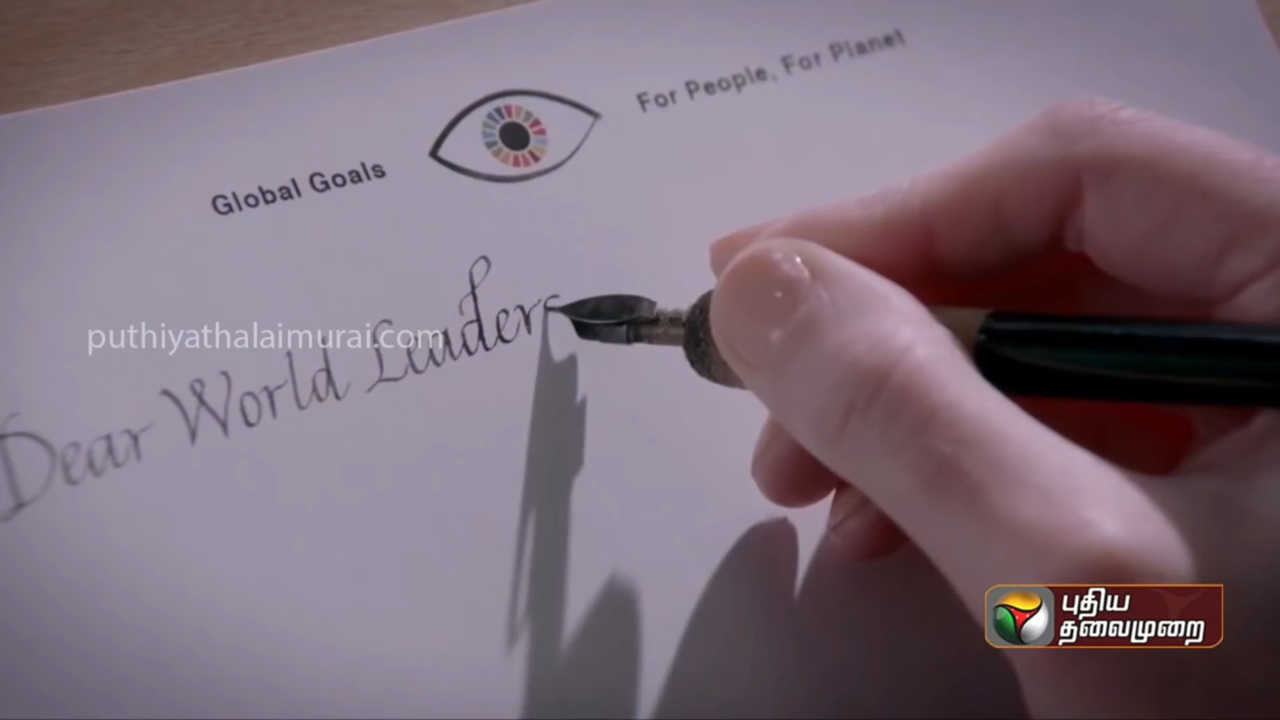 For People, For Planet
Global Goals
Dear World Leaders
puthiyathalaimurai.com
புதிய
தலைமுறை